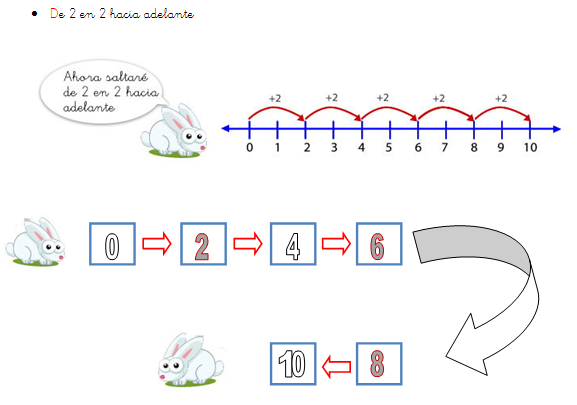 • De 2 en 2 hacia adelante
Ahora saltaré
de 2 en 2 hacia
adelante
+2 +2 +2 +2 +2
0 1 2 3 4 5 6 7 8 9 10
0 2 4 6
10 8